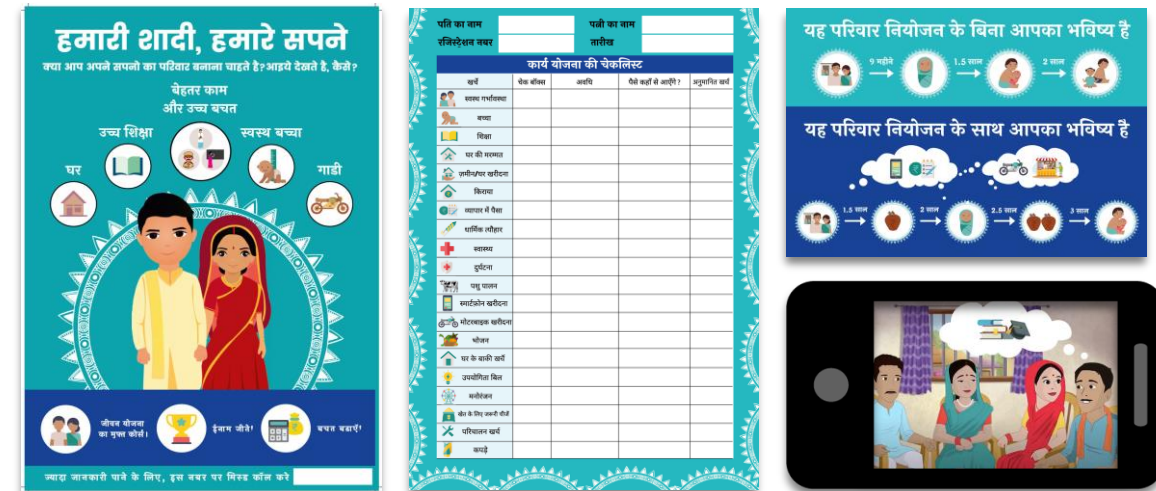 हमारी शादी, हमारे सपने
क्या आप अपने सपनो का परिवार बनाना चाहते है? आइये देखते है, कैसे?
बेहतर काम
और उच्च बचत
उच्च शिक्षा
स्वस्थ बच्चा
घर
गाडी
जीवन योजना
का मुफ्त कोर्स।
ईनाम जीते!
बचत बढाएँ!
ज्यादा जानकारी पाने के लिए, इस नंबर पर मिस्ड कॉल करे
पति का नाम
पत्नी का नाम
रजिस्ट्रेशन नंबर
तारीख
कार्य योजना की चेकलिस्ट
खर्चे चेक बॉक्स अवधि पैसे कहाँ से आएँगे ? अनुमानित खर्च
स्वस्थ गर्भावस्था
बच्चा
शिक्षा
घर की मरम्मत
ज़मीन/घर खरीदना
किराया
व्यापार में पैसा
धार्मिक त्यौहार
स्वास्थ्य
दुर्घटना
पशु पालन
स्मार्टफ़ोन खरीदना
मोटरबाइक खरीदना
भोजन
घर के बाकी खर्चे
उपयोगिता बिल
मनोरंजन
खेत के लिए जरूरी चीजें
परिचालन खर्च
कपड़े
यह परिवार नियोजन के बिना आपका भविष्य है
9 महीने
1.5 साल
2 साल
यह परिवार नियोजन के साथ आपका भविष्य है
1.5 साल
2 साल
2.5 साल
3 साल